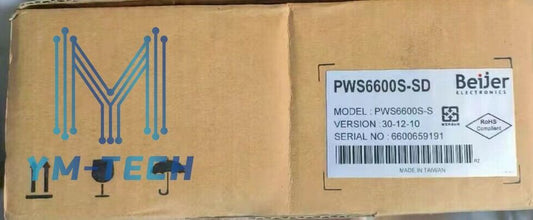 YM-TECH
PWS6600S-SD
Beijer
ELECTRONICS
MODEL : PWS6600S-S
VERSION : 30-12-10
SERIAL NO : 6600659191
RoHS
Compliant
R2
MADE IN TAIWAN